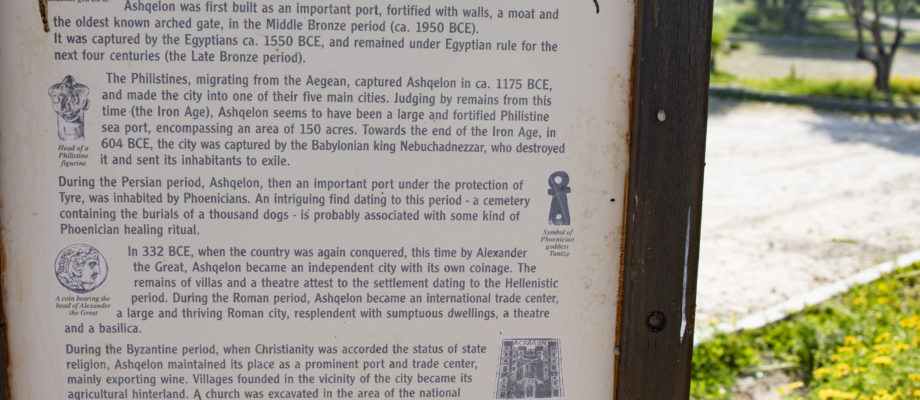 Ashqelon was first built as an important port, fortified with walls, a moat and
the oldest known arched gate, in the Middle Bronze period (ca. 1950 BCE).
It was captured by the Egyptians ca. 1550 BCE, and remained under Egyptian rule for the
next four centuries (the Late Bronze period).
The Philistines, migrating from the Aegean, captured Ashqelon in ca. 1175 BCE,
and made the city into one of their five main cities. Judging by remains from this
time (the Iron Age), Ashqelon seems to have been a large and fortified Philistine
sea port, encompassing an area of 150 acres. Towards the end of the Iron Age, in
604 BCE, the city was captured by the Babylonian king Nebuchadnezzar, who destroyed
it and sent its inhabitants to exile.
Head of a
Philistine
figurine
During the Persian period, Ashqelon, then an important port under the protection of
Tyre, was inhabited by Phoenicians. An intriguing find dating to this period - a cemetery
containing the burials of a thousand dogs - is probably associated with some kind of
Phoenician healing ritual.
Symbol of
Phoenician
goddess
Tanit
In 332 BCE, when the country was again conquered, this time by Alexander
the Great, Ashqelon became an independent city with its own coinage. The
remains of villas and a theatre attest to the settlement dating to the Hellenistic
period. During the Roman period, Ashqelon became an international trade center,
a large and thriving Roman city, resplendent with sumptuous dwellings, a theatre
and a basilica.
A coin bearing the
head of Alexander
the Great
During the Byzantine period, when Christianity was accorded the status of state
religion, Ashqelon maintained its place as a prominent port and trade center,
mainly exporting wine. Villages founded in the vicinity of the city became its
agricultural hinterland. A church was excavated in the area of the national